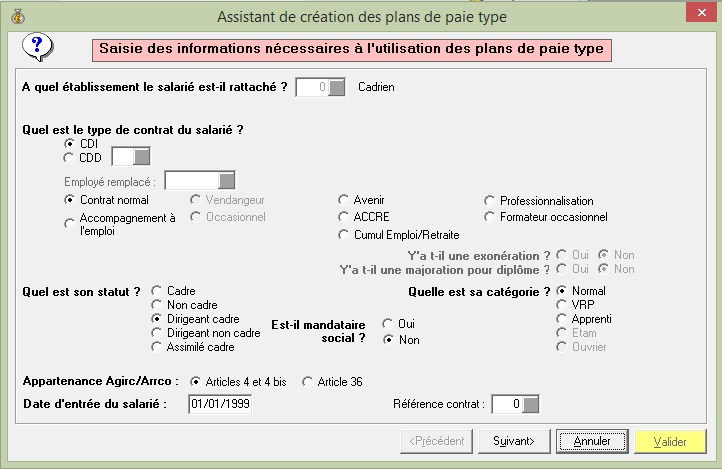 Assistant de création des plans de paie type
Saisie des informations nécessaires à l'utilisation des plans de paie type
A quel établissement le salarié est-il rattaché ? 0 Cadrien
Quel est le type de contrat du salarié ?
CDI
CDD
Employé remplacé :
Contrat normal Vendangeur Avenir Professionnalisation
Accompagnement à l'emploi Occasionnel ACCRE Formateur occasionnel
Cumul Emploi/Retraite
Y'a t-il une exonération ? Oui Non
Y'a t-il une majoration pour diplôme ? Oui Non
Quel est son statut ? Cadre Quelle est sa catégorie ? Normal
Non cadre VRP
Dirigeant cadre Est-il mandataire social ? Oui Apprenti
Dirigeant non cadre Non Etam
Assimilé cadre Ouvrier
Appartenance Agirc/Arrco : Articles 4 et 4 bis Article 36
Date d'entrée du salarié : 01/01/1999 Référence contrat : 0
<Précédent Suivant> Annuler Valider